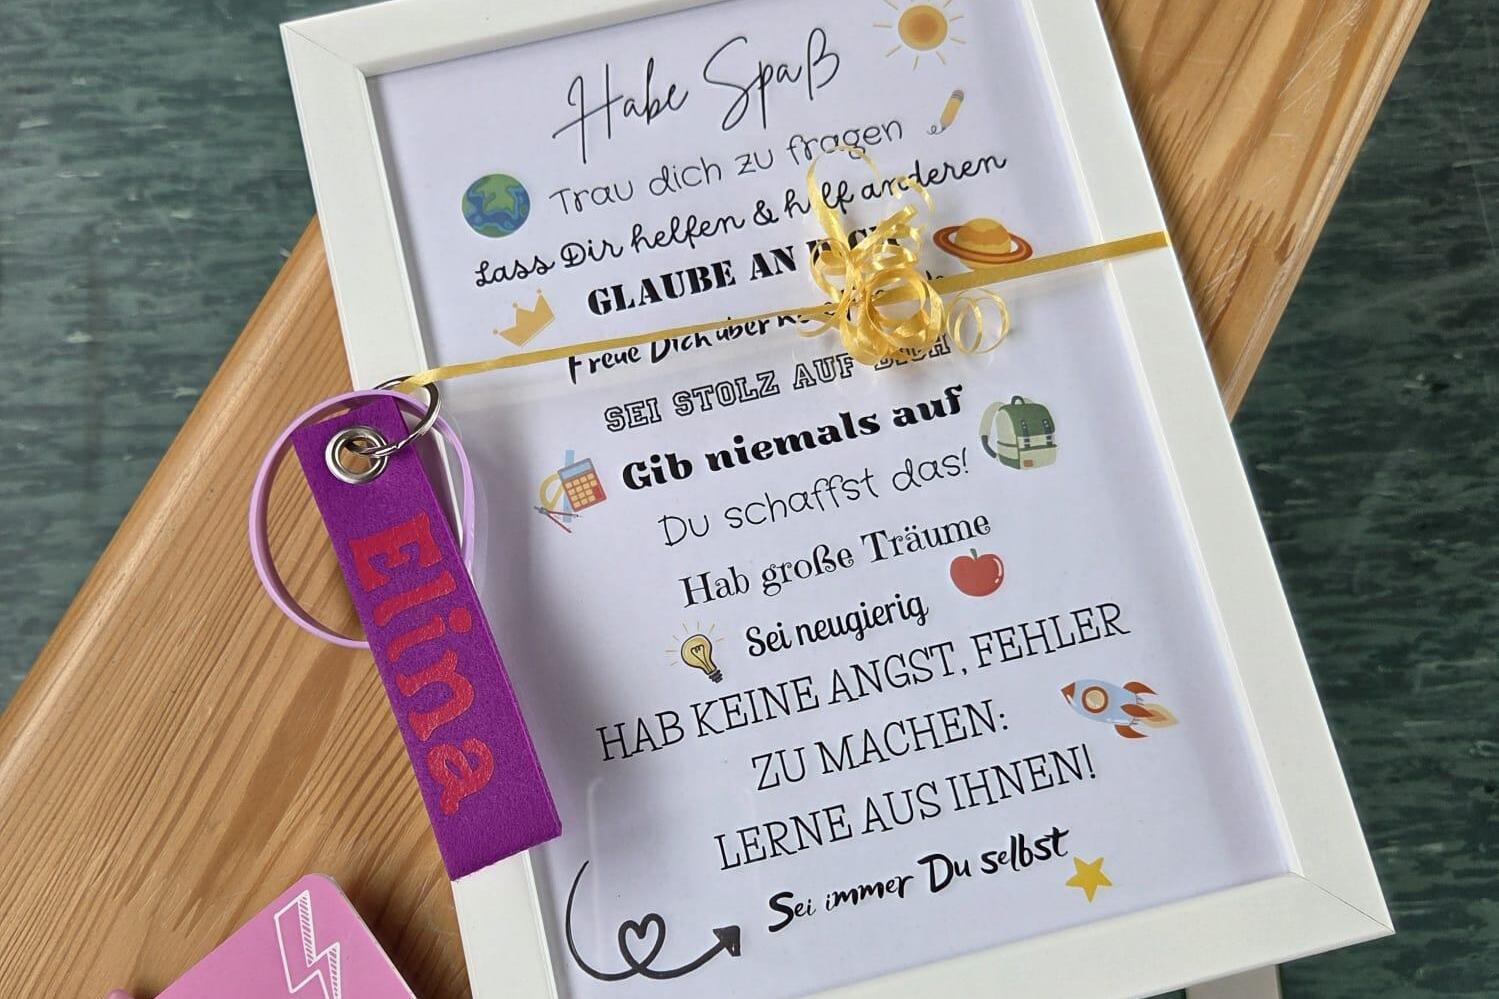 Habe Spaß
Trau dich zu fragen
Lass Dir helfen & hilf anderen
GLAUBE AN DICH
Freue Dich über
SEI STOLZ AUF DICH
Gib niemals auf
Du schaffst das!
Hab große Träume
Sei neugierig
HAB KEINE ANGST, FEHLER
ZU MACHEN:
LERNE AUS IHNEN!
Sei immer Du selbst
Elina